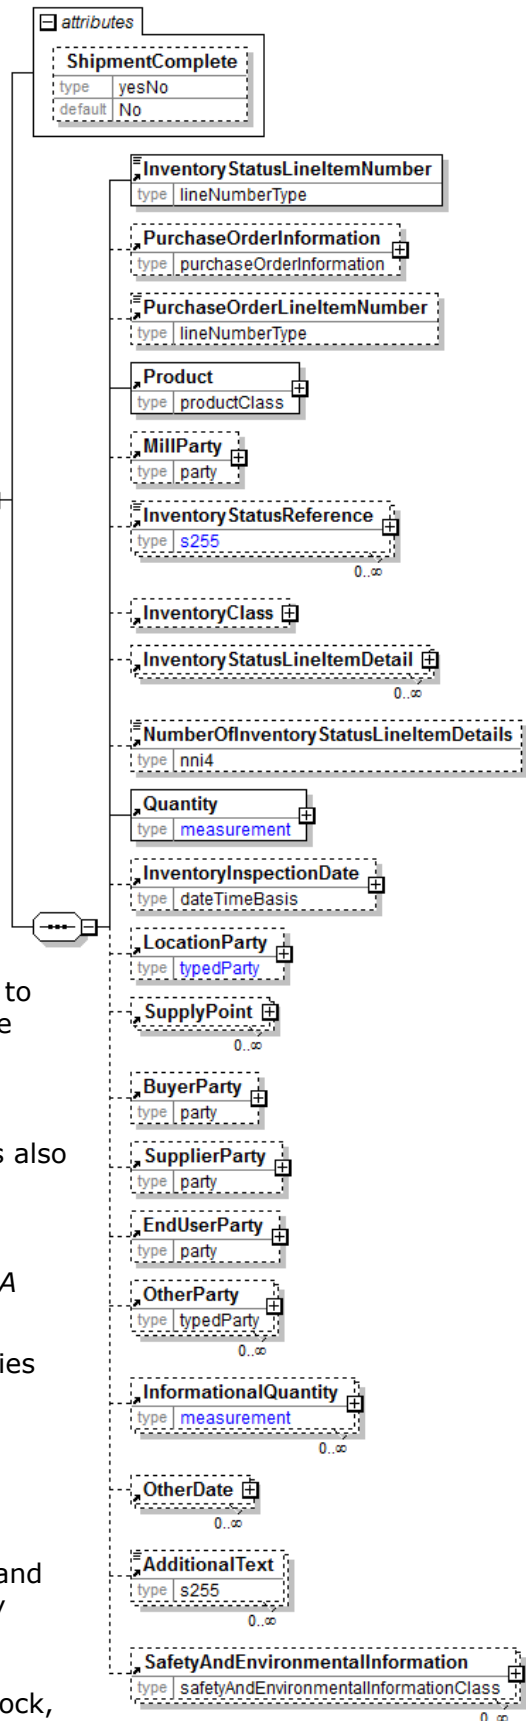 attributes
ShipmentComplete
type yesNo
default No
InventoryStatusLineItemNumber
type lineNumberType
PurchaseOrderInformation
type purchaseOrderInformation
PurchaseOrderLineItemNumber
type lineNumberType
Product
type productClass
MillParty
type party
InventoryStatusReference
type s255
0..∞
InventoryClass
InventoryStatusLineItemDetail
0..∞
NumberOfInventoryStatusLineItemDetails
type nni4
Quantity
type measurement
InventoryInspectionDate
type dateTimeBasis
LocationParty
type typedParty
to
SupplyPoint
e
0..∞
BuyerParty
type party
s also
SupplierParty
type party
EndUserParty
type party
A
OtherParty
type typedParty
0..∞
ies
InformationalQuantity
type measurement
0..∞
OtherDate
0..∞
and
AdditionalText
type s255
0..∞
SafetyAndEnvironmentalInformation
type safetyAndEnvironmentalInformationClass
ock,
0..∞